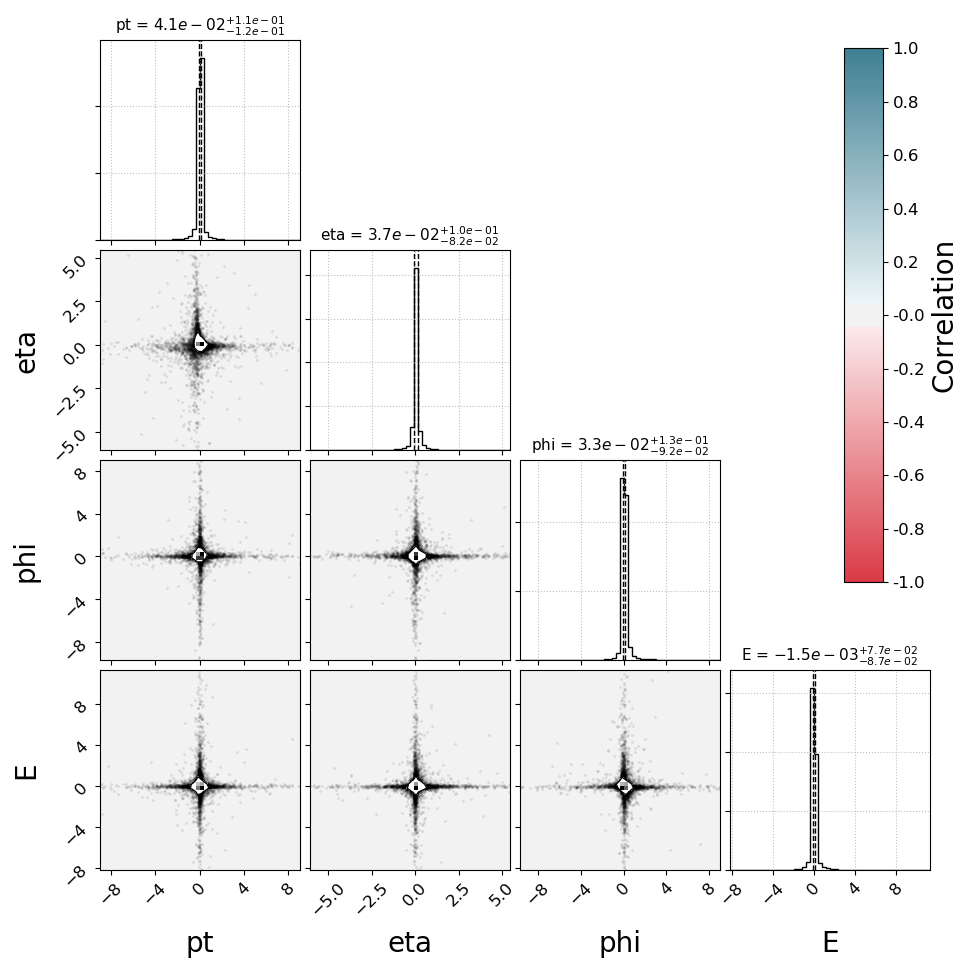 pt = 4.1e−02 +1.1e−01 −1.2e−01
eta = 3.7e−02 +1.0e−01 −8.2e−02
phi = 3.3e−02 +1.3e−01 −9.2e−02
E = −1.5e−03 +7.7e−02 −8.7e−02
eta
5.0
2.5
0.0
−2.5
−5.0
phi
8
4
0
−4
−8
E
8
4
0
−4
−8
−8 −4 0 4 8
−5.0 −2.5 0.0 2.5 5.0
−8 −4 0 4 8
−8 −4 0 4 8
pt
eta
phi
E
1.0
0.8
0.6
0.4
0.2
-0.0
-0.2
-0.4
-0.6
-0.8
-1.0
Correlation